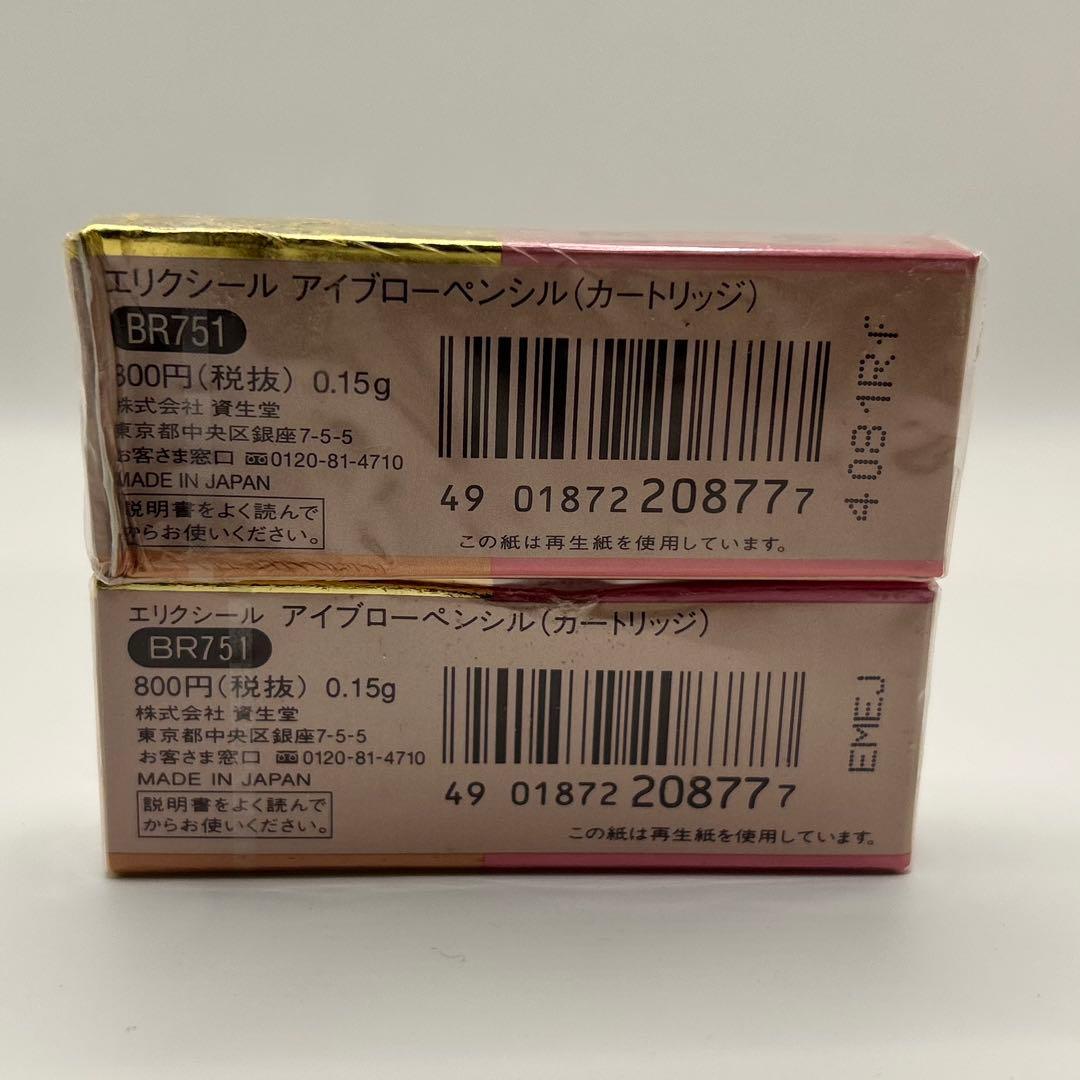 エリクシール アイブローペンシル(カートリッジ)
BR751
800円(税抜) 0.15g
株式会社 資生堂
東京都中央区銀座7-5-5
お客さま窓口 0120-81-4710
MADE IN JAPAN
説明書をよく読んで
からお使いください。
49 01872 20877 7
この紙は再生紙を使用しています。
エリクシール アイブローペンシル(カートリッジ)
BR751
800円(税抜) 0.15g
株式会社 資生堂
東京都中央区銀座7-5-5
お客さま窓口 0120-81-4710
MADE IN JAPAN
説明書をよく読んで
からお使いください。
49 01872 20877 7
この紙は再生紙を使用しています。
EMEJ